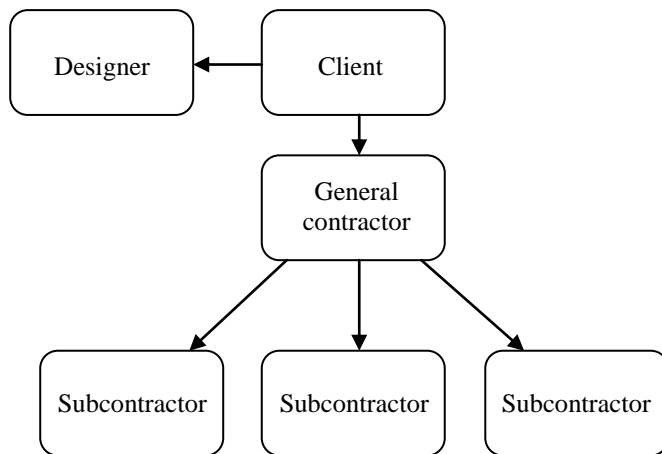 Designer
Client
General
contractor
Subcontractor
Subcontractor
Subcontractor